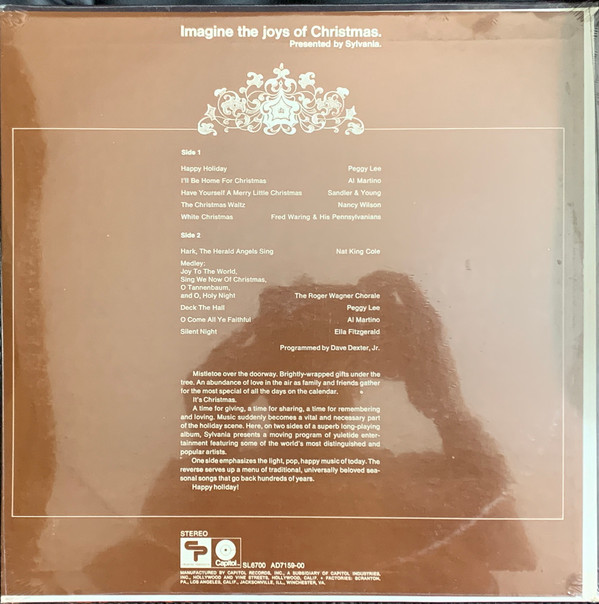 Imagine the joys of Christmas.
Presented by Sylvania.
Side 1
Happy Holiday Peggy Lee
I'll Be Home For Christmas Al Martino
Have Yourself A Merry Little Christmas Sandler & Young
The Christmas Waltz Nancy Wilson
White Christmas Fred Waring & His Pennsylvanians
Side 2
Hark, The Herald Angels Sing Nat King Cole
Medley:
Joy To The World,
Sing We Now Of Christmas,
O Tannenbaum,
and O, Holy Night The Roger Wagner Chorale
Deck The Hall Peggy Lee
O Come All Ye Faithful Al Martino
Silent Night Ella Fitzgerald
Programmed by Dave Dexter, Jr.
Mistletoe over the doorway. Brightly-wrapped gifts under the
tree. An abundance of love in the air as family and friends gather
for the most special of all the days on the calendar.
It's Christmas.
A time for giving, a time for sharing, a time for remembering
and loving. Music suddenly becomes a vital and necessary part
of the holiday scene. Here, on two sides of a superb long-playing
album, Sylvania presents a moving program of yuletide enter-
tainment featuring some of the world's most distinguished and
popular artists.
One side emphasizes the light, pop, happy music of today. The
reverse serves up a menu of traditional, universally beloved sea-
sonal songs that go back hundreds of years.
Happy holiday!
STEREO
Capitol. SL6700 AD7159-00
MANUFACTURED BY CAPITOL RECORDS, INC., A SUBSIDIARY OF CAPITOL INDUSTRIES,
INC., HOLLYWOOD AND VINE STREETS, HOLLYWOOD, CALIF. • FACTORIES: SCRANTON,
PA., LOS ANGELES, CALIF., JACKSONVILLE, ILL., WINCHESTER, VA.